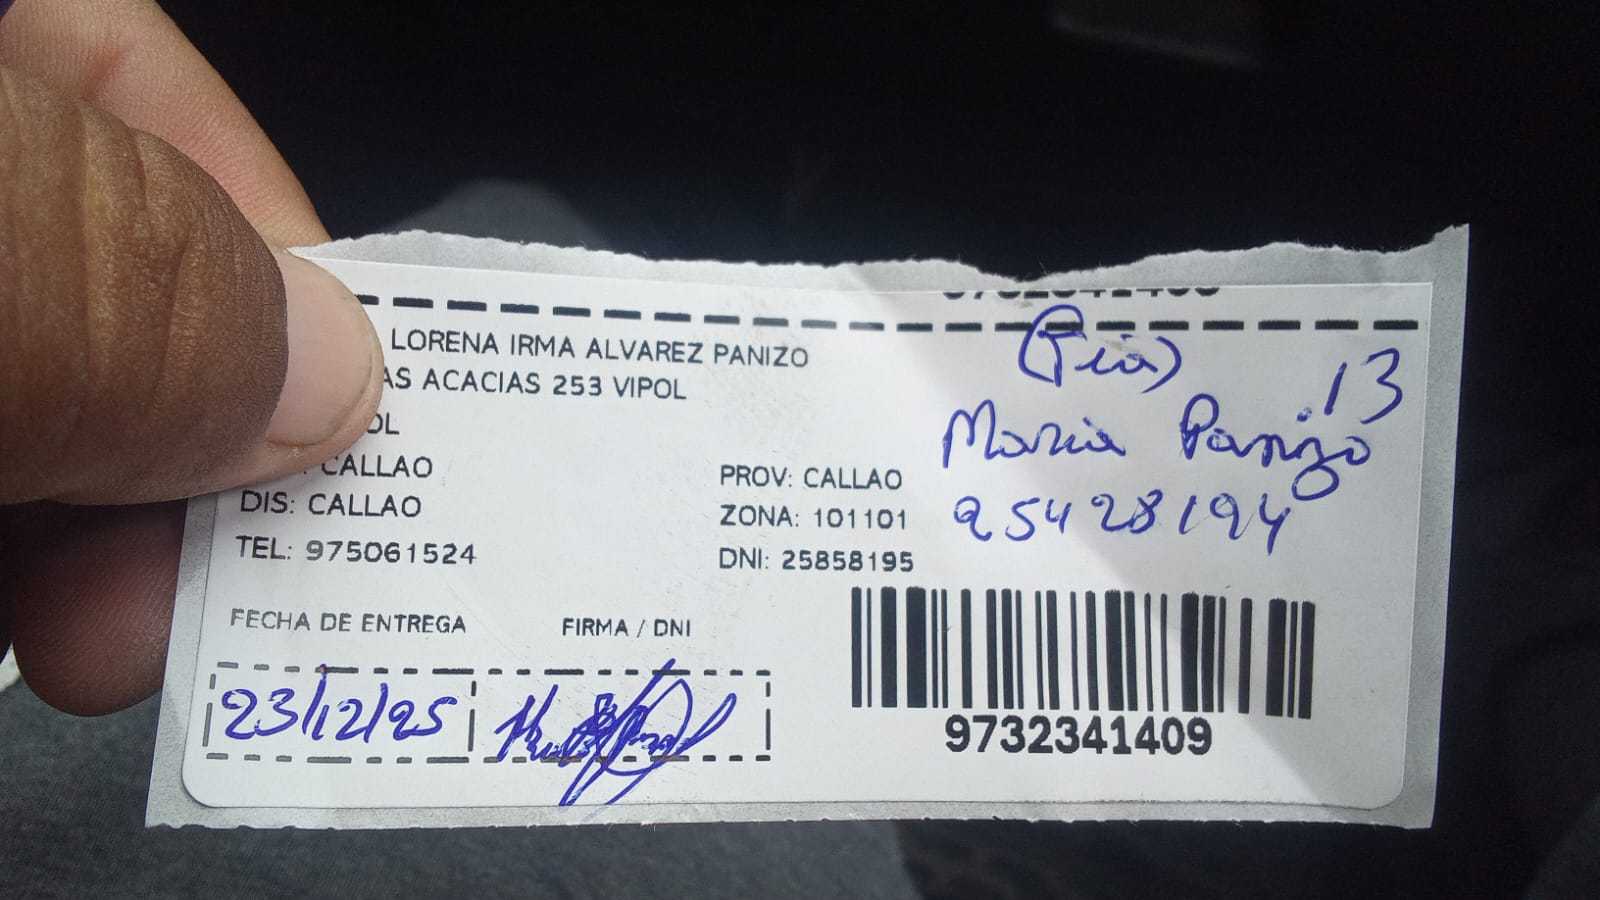 LORENA IRMA ALVAREZ PANIZO
AS ACACIAS 253 VIPOL
OL
CALLAO
DIS: CALLAO
TEL: 975061524
PROV: CALLAO
ZONA: 101101
DNI: 25858195
(Tia)
.13
Maria Panizo
25428194
FECHA DE ENTREGA
FIRMA / DNI
23/12/25
9732341409